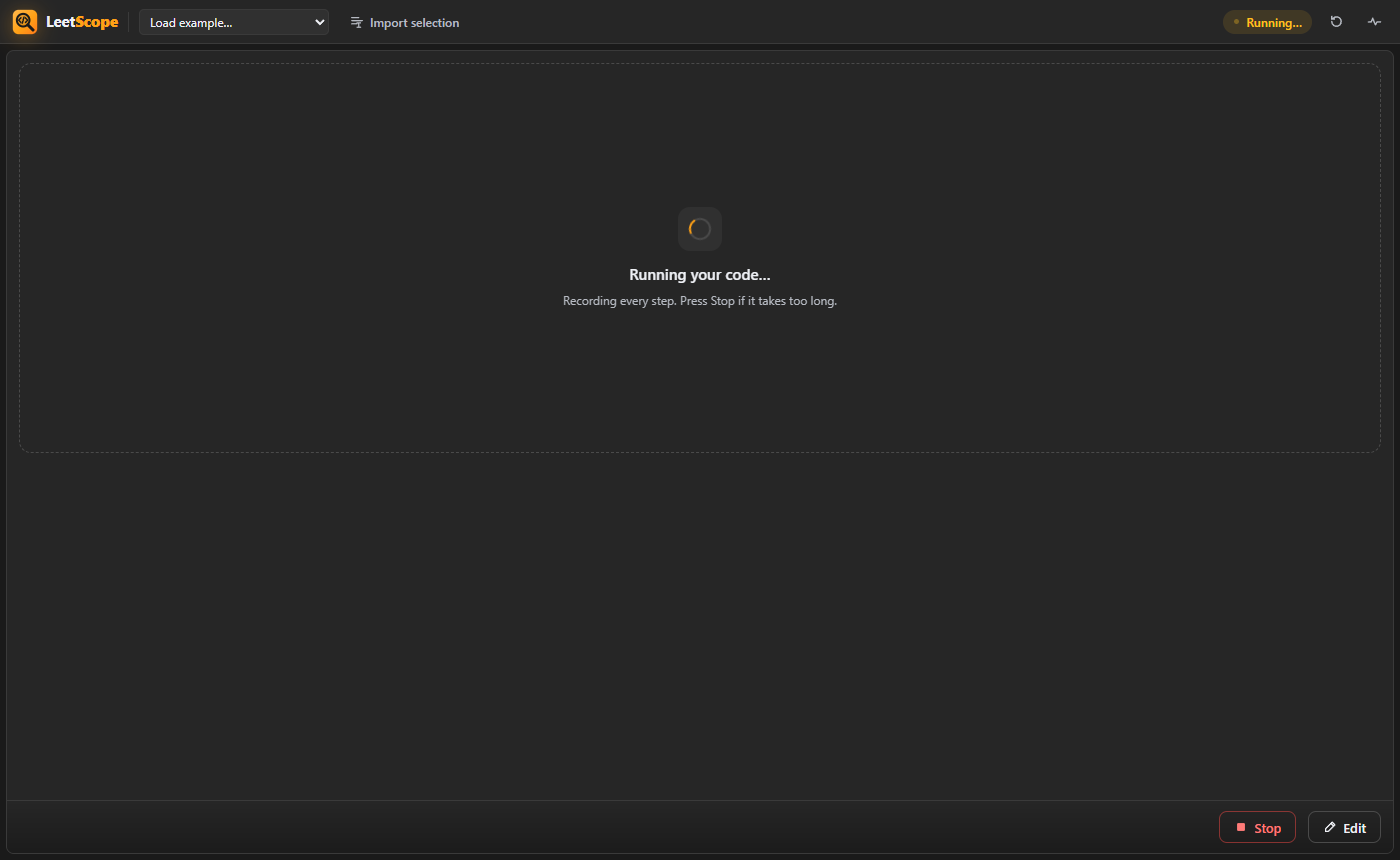 LeetScope
Load example...
Import selection
Running...
Running your code...
Recording every step. Press Stop if it takes too long.
Stop
Edit